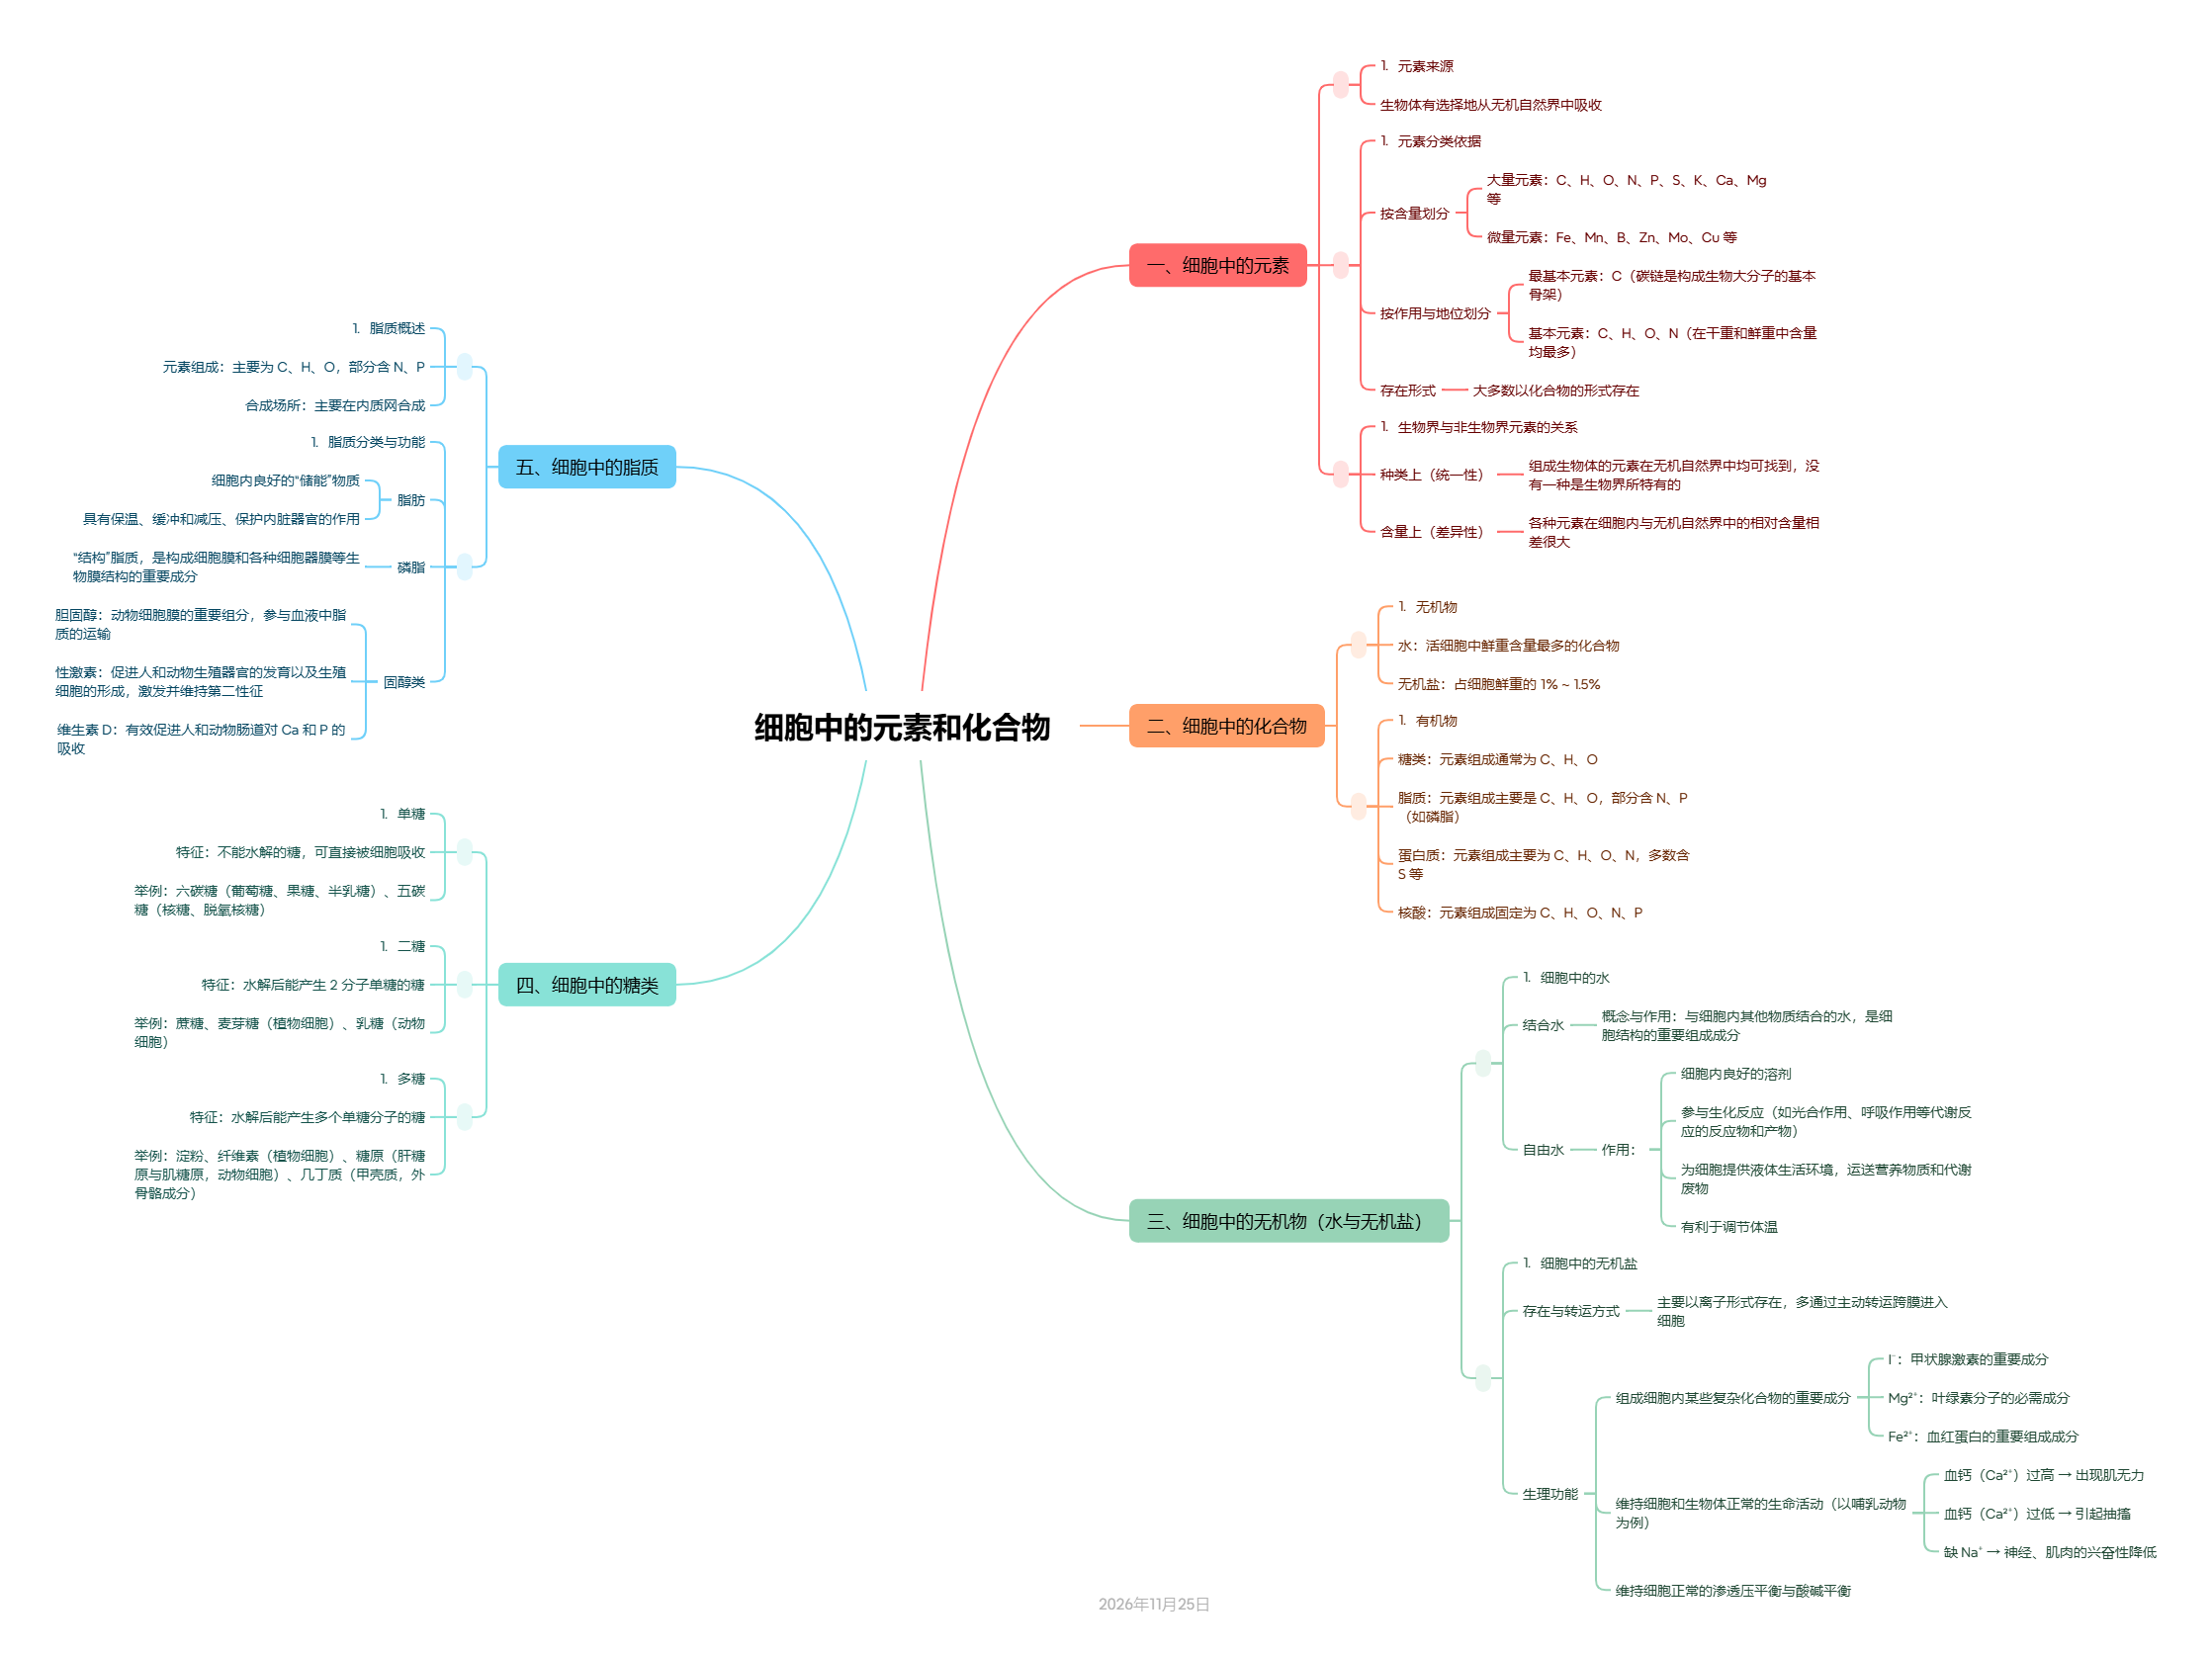 细胞中的元素和化合物
一、细胞中的元素
1. 元素来源
生物体有选择地从无机自然界中吸收
1. 元素分类依据
按含量划分
大量元素：C、H、O、N、P、S、K、Ca、Mg
等
微量元素：Fe、Mn、B、Zn、Mo、Cu 等
按作用与地位划分
最基本元素：C（碳链是构成生物大分子的基本
骨架）
基本元素：C、H、O、N（在干重和鲜重中含量
均最多）
存在形式
大多数以化合物的形式存在
1. 生物界与非生物界元素的关系
种类上（统一性）
组成生物体的元素在无机自然界中均可找到，没
有一种是生物界所特有的
含量上（差异性）
各种元素在细胞内与无机自然界中的相对含量相
差很大
二、细胞中的化合物
1. 无机物
水：活细胞中鲜重含量最多的化合物
无机盐：占细胞鲜重的 1% ~ 1.5%
1. 有机物
糖类：元素组成通常为 C、H、O
脂质：元素组成主要是 C、H、O，部分含 N、P
（如磷脂）
蛋白质：元素组成主要为 C、H、O、N，多数含
S 等
核酸：元素组成固定为 C、H、O、N、P
三、细胞中的无机物（水与无机盐）
1. 细胞中的水
结合水
概念与作用：与细胞内其他物质结合的水，是细
胞结构的重要组成成分
自由水
作用：
细胞内良好的溶剂
参与生化反应（如光合作用、呼吸作用等代谢反
应的反应物和产物）
为细胞提供液体生活环境，运送营养物质和代谢
废物
有利于调节体温
1. 细胞中的无机盐
存在与转运方式
主要以离子形式存在，多通过主动转运跨膜进入
细胞
生理功能
组成细胞内某些复杂化合物的重要成分
I⁻：甲状腺激素的重要成分
Mg²⁺：叶绿素分子的必需成分
Fe²⁺：血红蛋白的重要组成成分
维持细胞和生物体正常的生命活动（以哺乳动物
为例）
血钙（Ca²⁺）过高 → 出现肌无力
血钙（Ca²⁺）过低 → 引起抽搐
缺 Na⁺ → 神经、肌肉的兴奋性降低
维持细胞正常的渗透压平衡与酸碱平衡
四、细胞中的糖类
1. 单糖
特征：不能水解的糖，可直接被细胞吸收
举例：六碳糖（葡萄糖、果糖、半乳糖）、五碳
糖（核糖、脱氧核糖）
1. 二糖
特征：水解后能产生 2 分子单糖的糖
举例：蔗糖、麦芽糖（植物细胞）、乳糖（动物
细胞）
1. 多糖
特征：水解后能产生多个单糖分子的糖
举例：淀粉、纤维素（植物细胞）、糖原（肝糖
原与肌糖原，动物细胞）、几丁质（甲壳质，外
骨骼成分）
五、细胞中的脂质
1. 脂质概述
元素组成：主要为 C、H、O，部分含 N、P
合成场所：主要在内质网合成
1. 脂质分类与功能
脂肪
细胞内良好的“储能”物质
具有保温、缓冲和减压、保护内脏器官的作用
磷脂
“结构”脂质，是构成细胞膜和各种细胞器膜等生
物膜结构的重要成分
固醇类
胆固醇：动物细胞膜的重要组分，参与血液中脂
质的运输
性激素：促进人和动物生殖器官的发育以及生殖
细胞的形成，激发并维持第二性征
维生素 D：有效促进人和动物肠道对 Ca 和 P 的
吸收
2026年11月25日